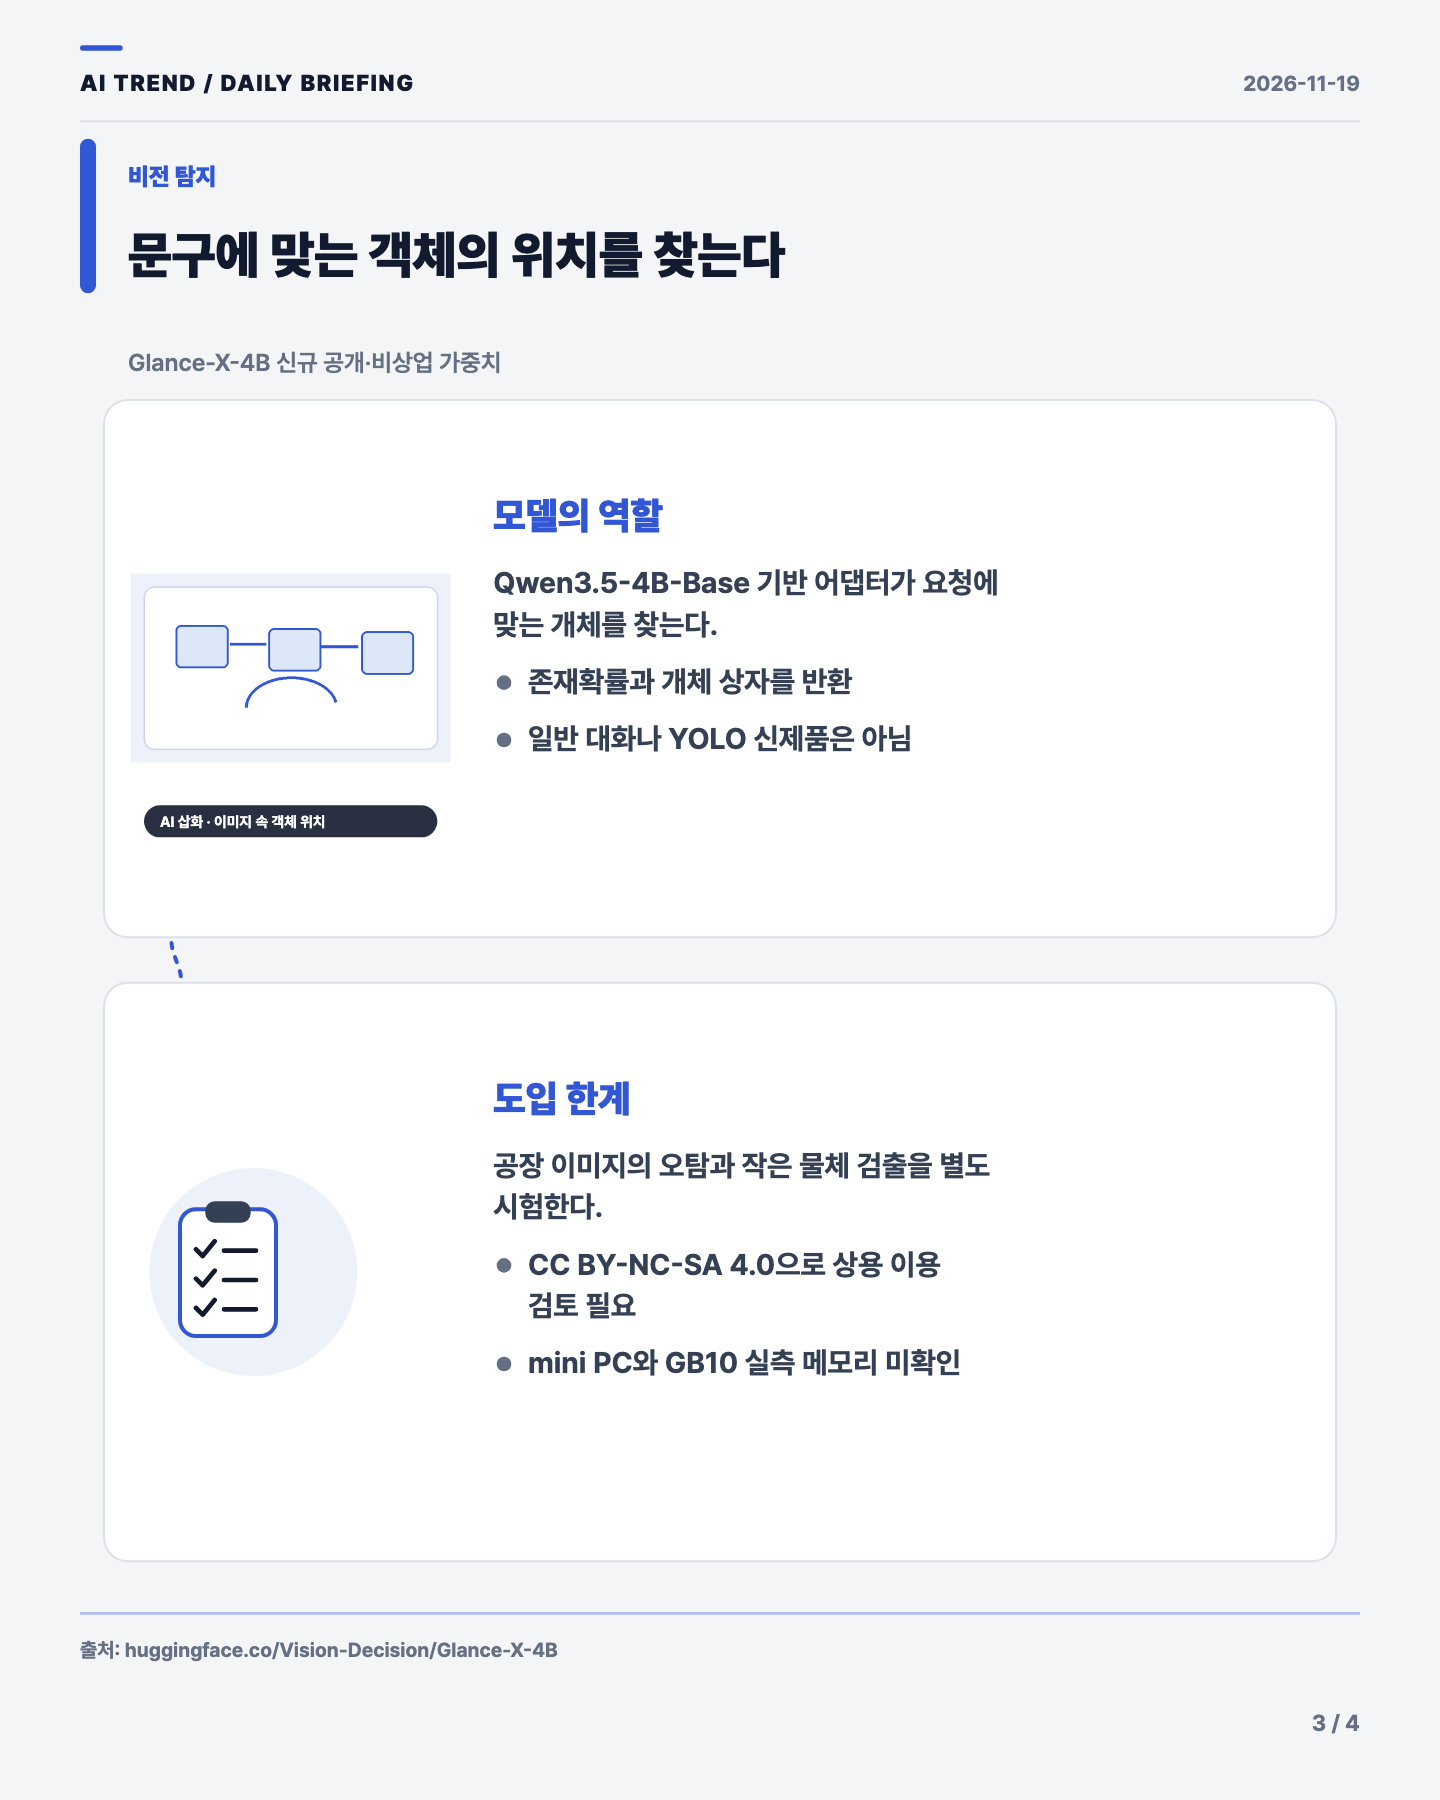 AI TREND / DAILY BRIEFING
2026-11-19
비전 탐지
문구에 맞는 객체의 위치를 찾는다
Glance-X-4B 신규 공개·비상업 가중치
모델의 역할
Qwen3.5-4B-Base 기반 어댑터가 요청에
맞는 개체를 찾는다.
존재확률과 개체 상자를 반환
일반 대화나 YOLO 신제품은 아님
AI 삽화 · 이미지 속 객체 위치
도입 한계
공장 이미지의 오탐과 작은 물체 검출을 별도
시험한다.
CC BY-NC-SA 4.0으로 상용 이용
검토 필요
mini PC와 GB10 실측 메모리 미확인
출처: huggingface.co/Vision-Decision/Glance-X-4B
3 / 4